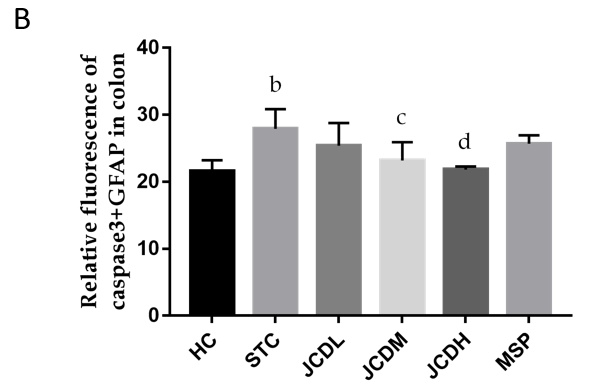 B
Relative fluorescence of
caspase3+GFAP in colon
40
30
20
10
0
b
c
d
HC
STC
JCDL
JCDM
JCDH
MSP